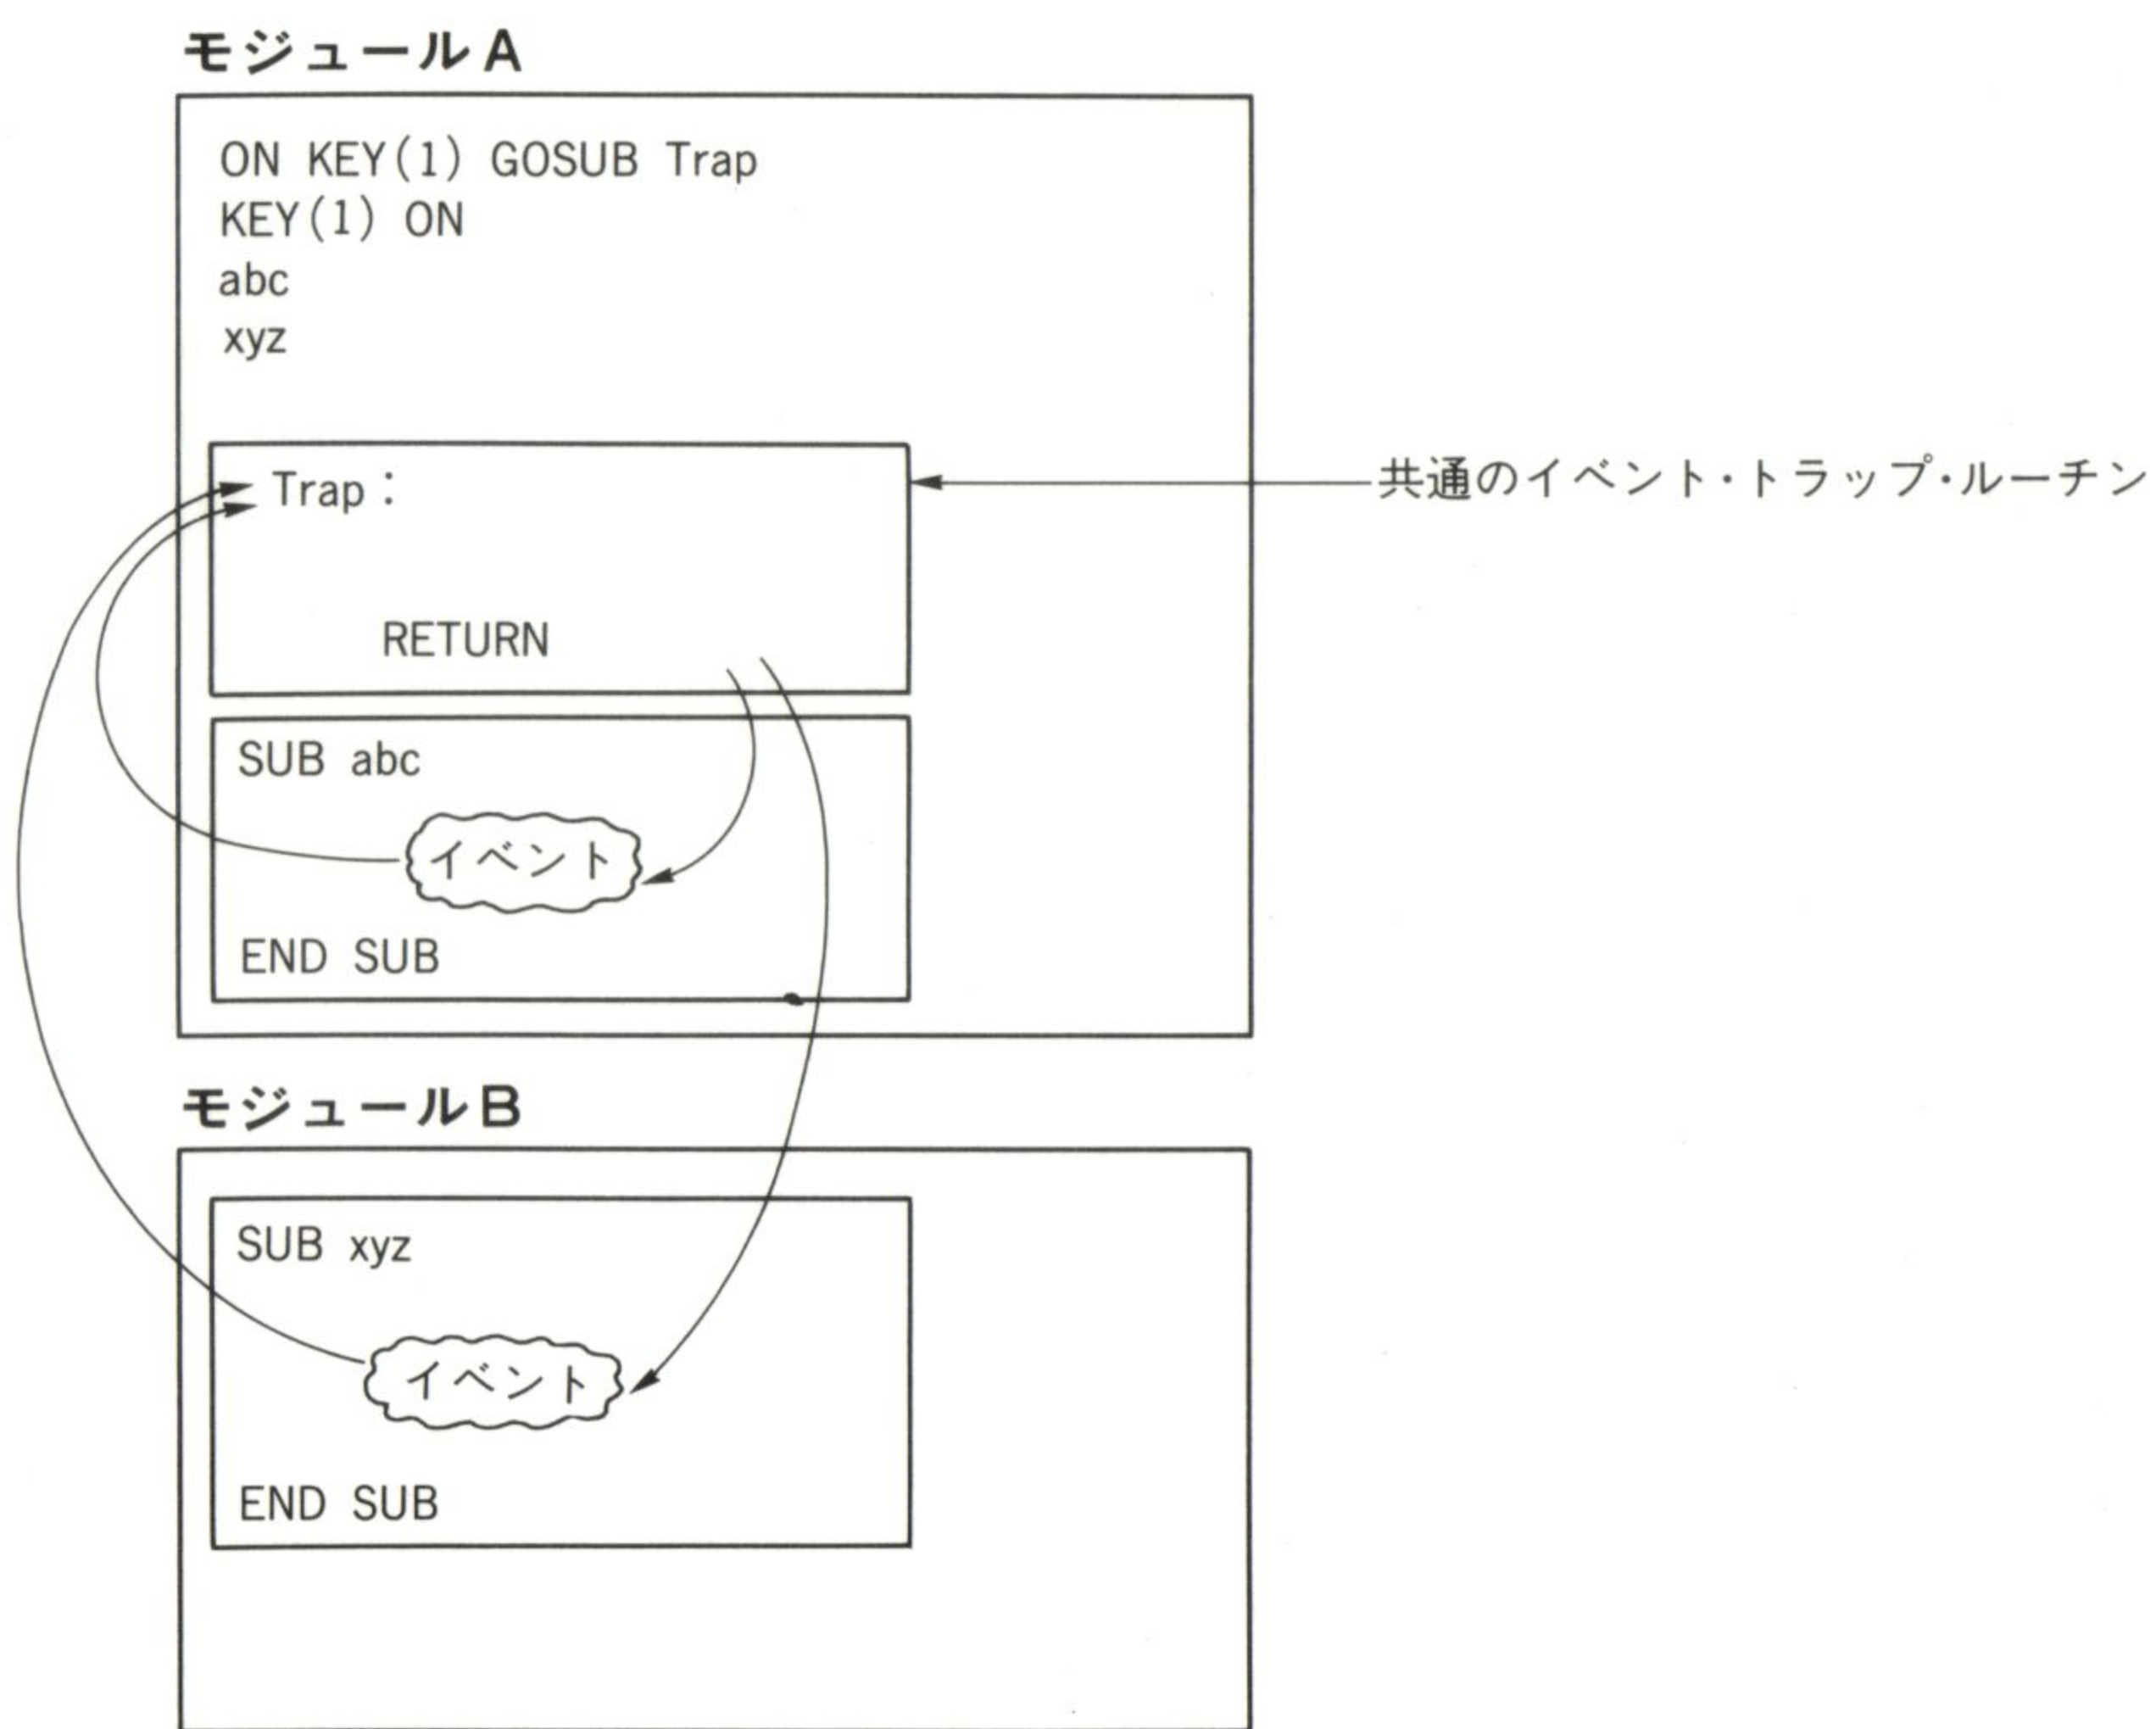 モジュールA
ON KEY(1) GOSUB Trap
KEY(1) ON
abc
xyz
Trap：
共通のイベント・トラップ・ルーチン
RETURN
SUB abc
イベント
END SUB
モジュールB
SUB xyz
イベント
END SUB